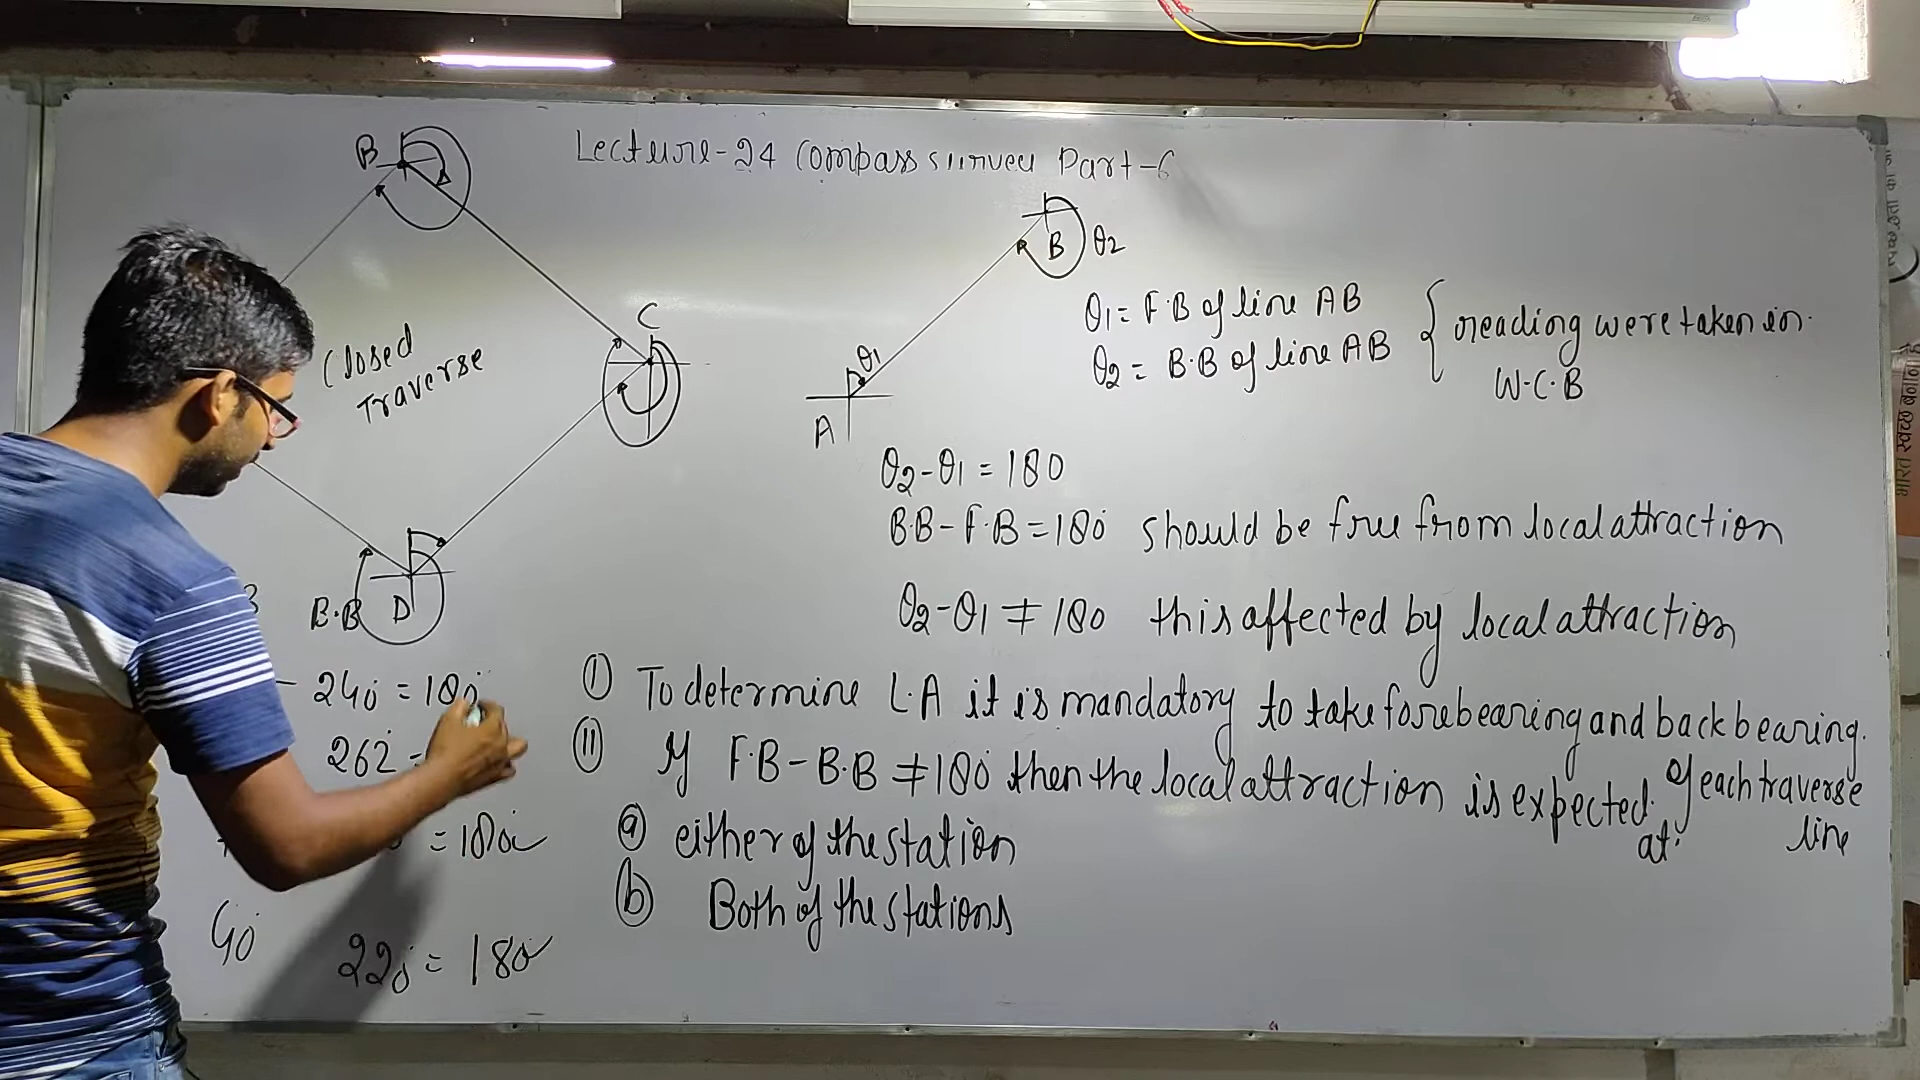 Lecture-24 Compass survey Part-6
B
C
Closed
Traverse
B.B D
B θ2
θ1
A
θ1 = F.B of line AB
θ2 = B.B of line AB
{ reading were taken in.
W.C.B
θ2-θ1 = 180
B.B - F.B = 180° should be free from local attraction
θ2-θ1 ≠ 180 this affected by local attraction
- 240° = 180°
262° -
= 180°
40°
220° = 180°
(I) To determine L.A it is mandatory to take forebearing and back bearing.
of each traverse
line
(II) If F.B - B.B ≠ 180° then the local attraction is expected.
at.
(a) either of the station
(b) Both of the stations